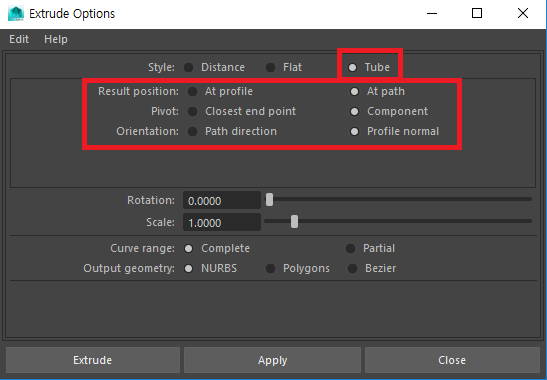 Extrude Options
Edit Help
Style: Distance Flat Tube
Result position: At profile At path
Pivot: Closest end point Component
Orientation: Path direction Profile normal
Rotation: 0.0000
Scale: 1.0000
Curve range: Complete Partial
Output geometry: NURBS Polygons Bezier
Extrude Apply Close